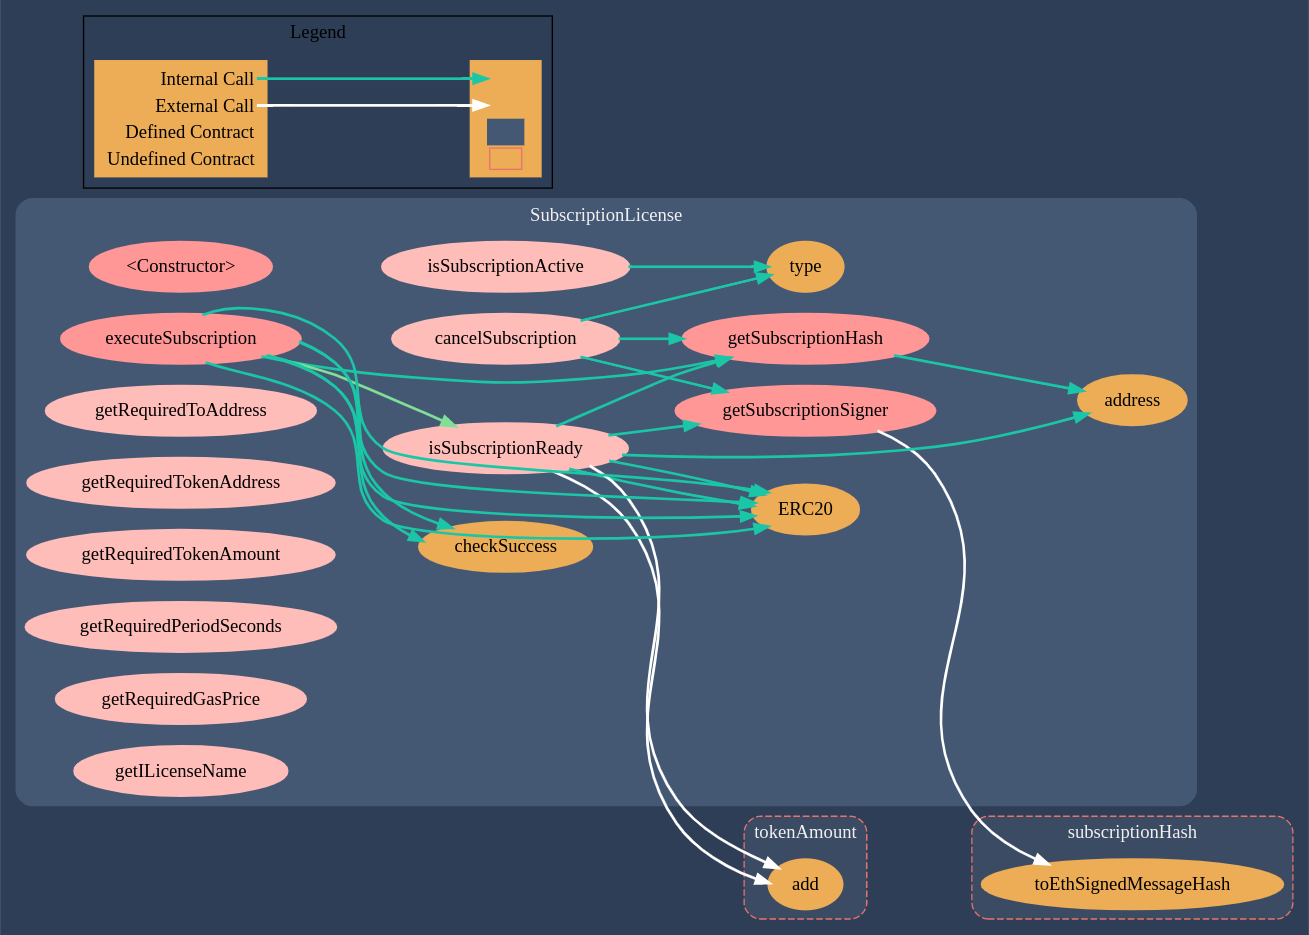 Legend
Internal Call
External Call
Defined Contract
Undefined Contract
SubscriptionLicense
<Constructor>
isSubscriptionActive
type
executeSubscription
cancelSubscription
getSubscriptionHash
getRequiredToAddress
getSubscriptionSigner
address
isSubscriptionReady
getRequiredTokenAddress
ERC20
getRequiredTokenAmount
checkSuccess
getRequiredPeriodSeconds
getRequiredGasPrice
getILicenseName
tokenAmount
subscriptionHash
add
toEthSignedMessageHash